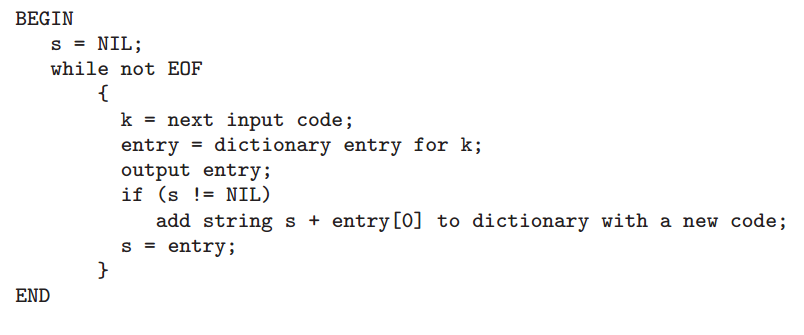 BEGIN
s = NIL;
while not EOF
{
k = next input code;
entry = dictionary entry for k;
output entry;
if (s != NIL)
add string s + entry[0] to dictionary with a new code;
s = entry;
}
END